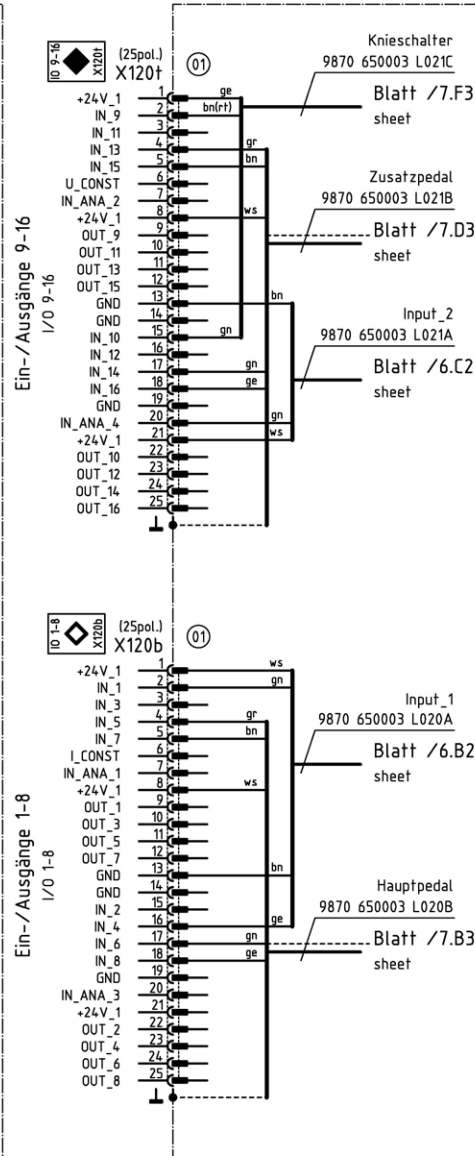 Ein-/Ausgänge 9-16
I/O 9-16
IO 9-16
X120t
(25pol.)
X120t
01
+24V_1 1 ge
IN_9 2 bn(rt)
IN_11 3
IN_13 4 gr
IN_15 5 bn
U_CONST 6
IN_ANA_2 7
+24V_1 8 ws
OUT_9 9
OUT_11 10
OUT_13 11
OUT_15 12
GND 13 bn
GND 14
IN_10 15 gn
IN_12 16
IN_14 17 gn
IN_16 18 ge
GND 19
IN_ANA_4 20 gn
+24V_1 21 ws
OUT_10 22
OUT_12 23
OUT_14 24
OUT_16 25
Knieschalter
9870 650003 L021C
Blatt /7.F3
sheet
Zusatzpedal
9870 650003 L021B
Blatt /7.D3
sheet
Input_2
9870 650003 L021A
Blatt /6.C2
sheet
Ein-/Ausgänge 1-8
I/O 1-8
IO 1-8
X120b
(25pol.)
X120b
01
+24V_1 1 ws
IN_1 2 gn
IN_3 3
IN_5 4 gr
IN_7 5 bn
I_CONST 6
IN_ANA_1 7
+24V_1 8 ws
OUT_1 9
OUT_3 10
OUT_5 11
OUT_7 12
GND 13 bn
GND 14
IN_2 15
IN_4 16 ge
IN_6 17 gn
IN_8 18 ge
GND 19
IN_ANA_3 20
+24V_1 21
OUT_2 22
OUT_4 23
OUT_6 24
OUT_8 25
Input_1
9870 650003 L020A
Blatt /6.B2
sheet
Hauptpedal
9870 650003 L020B
Blatt /7.B3
sheet